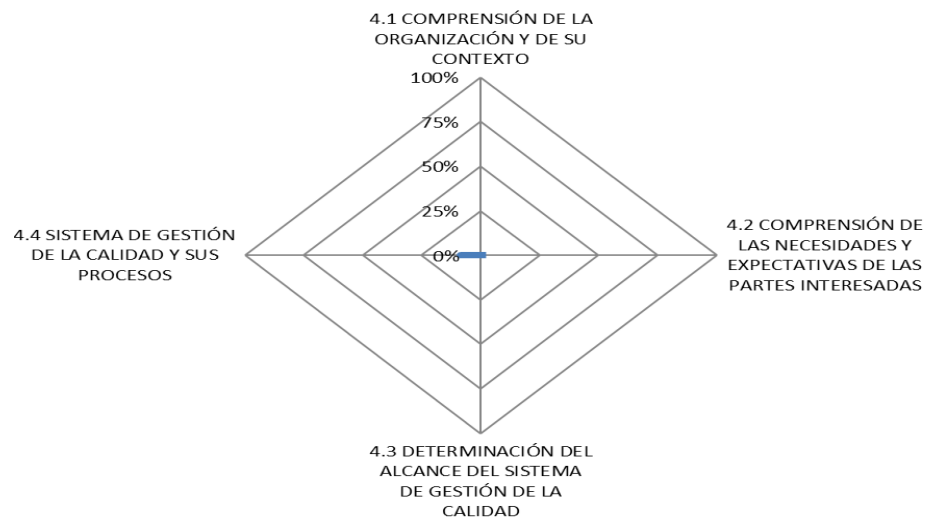 4.1 COMPRENSIÓN DE LA
ORGANIZACIÓN Y DE SU
CONTEXTO
100%
75%
50%
25%
0%
4.2 COMPRENSIÓN DE
LAS NECESIDADES Y
EXPECTATIVAS DE LAS
PARTES INTERESADAS
4.3 DETERMINACIÓN DEL
ALCANCE DEL SISTEMA
DE GESTIÓN DE LA
CALIDAD
4.4 SISTEMA DE GESTIÓN
DE LA CALIDAD Y SUS
PROCESOS